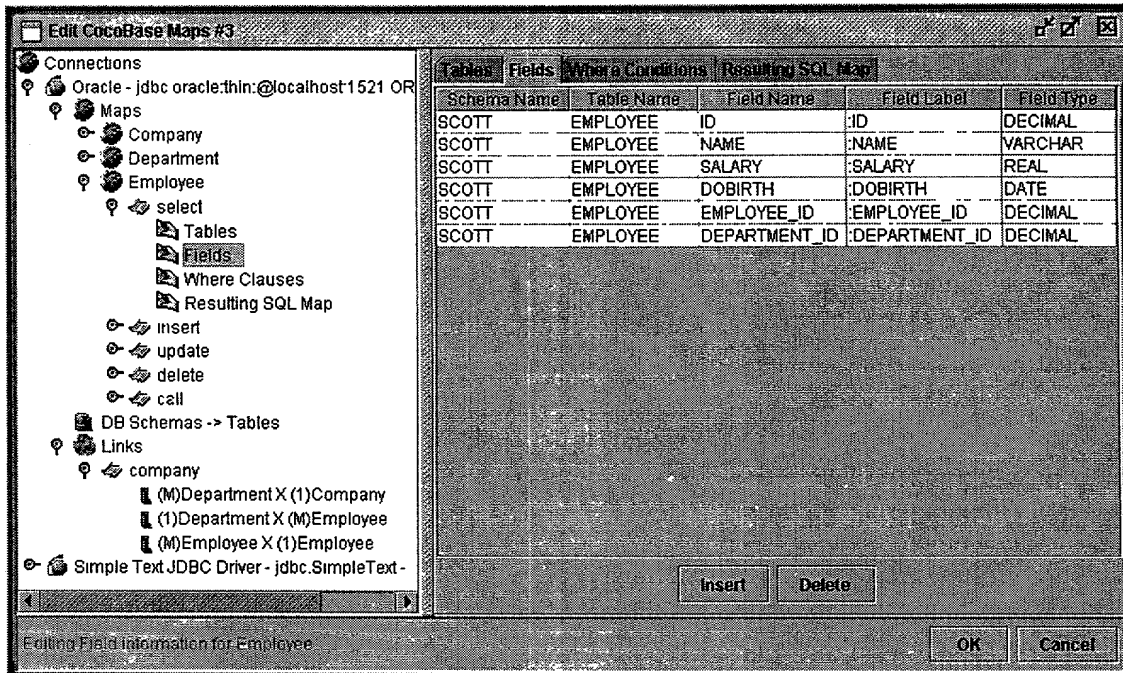 Edit CocoBase Maps #3
Connections
Oracle - jdbc oracle:thin:@localhost 1521 OR
Maps
Company
Department
Employee
select
Tables
Fields
Where Clauses
Resulting SQL Map
insert
update
delete
call
DB Schemas -> Tables
Links
company
(M)Department X (1)Company
(1)Department X (M)Employee
(M)Employee X (1)Employee
Simple Text JDBC Driver - jdbc.SimpleText -
Tables Fields Where Conditions Resulting SQL Map
Schema Name Table Name Field Name Field Label Field Type
SCOTT EMPLOYEE ID :ID DECIMAL
SCOTT EMPLOYEE NAME :NAME VARCHAR
SCOTT EMPLOYEE SALARY :SALARY REAL
SCOTT EMPLOYEE DOBIRTH :DOBIRTH DATE
SCOTT EMPLOYEE EMPLOYEE_ID :EMPLOYEE_ID DECIMAL
SCOTT EMPLOYEE DEPARTMENT_ID :DEPARTMENT_ID DECIMAL
Insert Delete
Editing Field information for Employee
OK Cancel